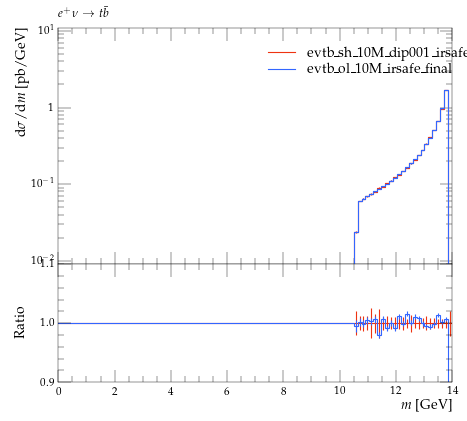 e⁺ν → tb̄
dσ/dm [pb/GeV]
10¹
1
10⁻¹
10⁻²
evtb_sh_10M_dip001_irsafe
evtb_ol_10M_irsafe_final
Ratio
1.1
1.0
0.9
0 2 4 6 8 10 12 14
m [GeV]